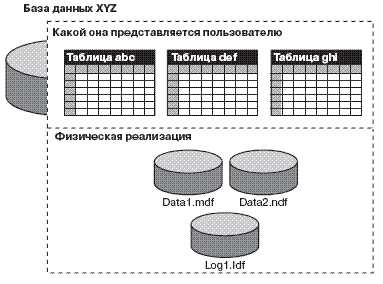 База данных XYZ
Какой она представляется пользователю
Таблица abc Таблица def Таблица ghi
Физическая реализация
Data1.mdf Data2.ndf
Log1.ldf